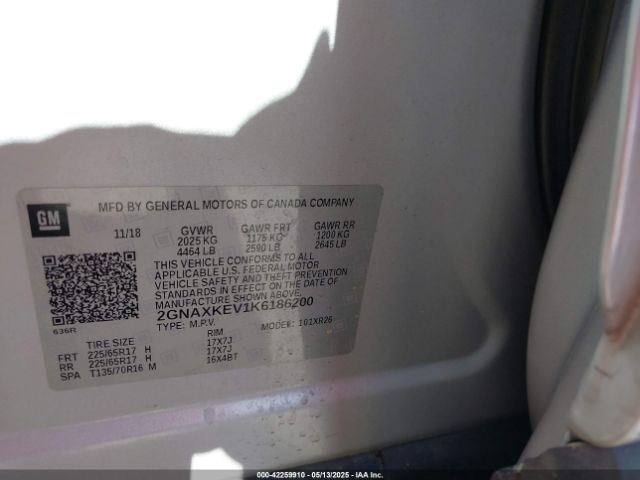 GM
MFD BY GENERAL MOTORS OF CANADA COMPANY
11/18 GVWR GAWR FRT GAWR RR
2025 KG 1175 KG 1200 KG
4464 LB 2590 LB 2645 LB
THIS VEHICLE CONFORMS TO ALL
APPLICABLE U.S. FEDERAL MOTOR
VEHICLE SAFETY AND THEFT PREVENTION
STANDARDS IN EFFECT ON THE DATE OF
MANUFACTURE SHOWN ABOVE.
2GNAXKEV1K6186200
TYPE: M.P.V. MODEL: 101XR26
636R
TIRE SIZE RIM
FRT 225/65R17 H 17X7J
RR 225/65R17 H 17X7J
SPA T135/70R16 M 16X4BT
000-42259910 - 05/13/2025 - IAA Inc.